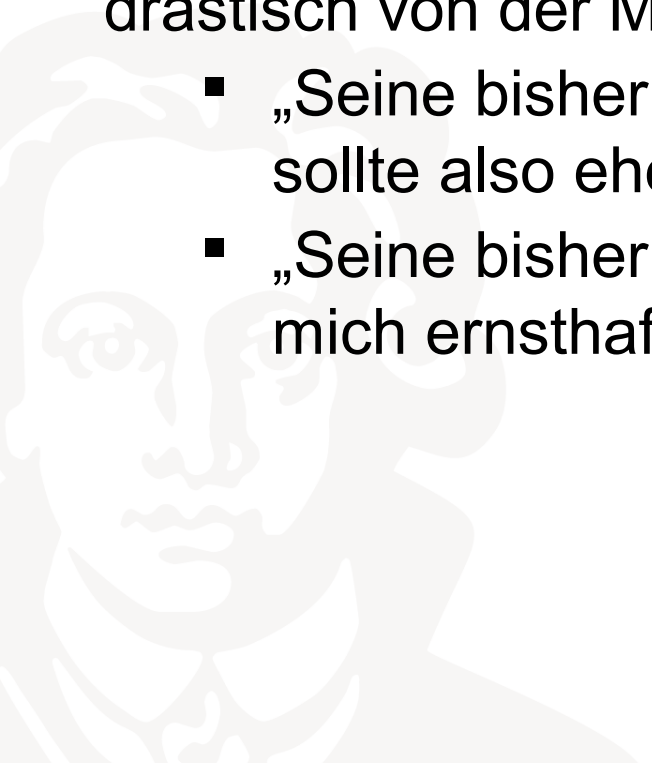 drastisch von der
„Seine bisher
sollte also
„Seine bisher
mich